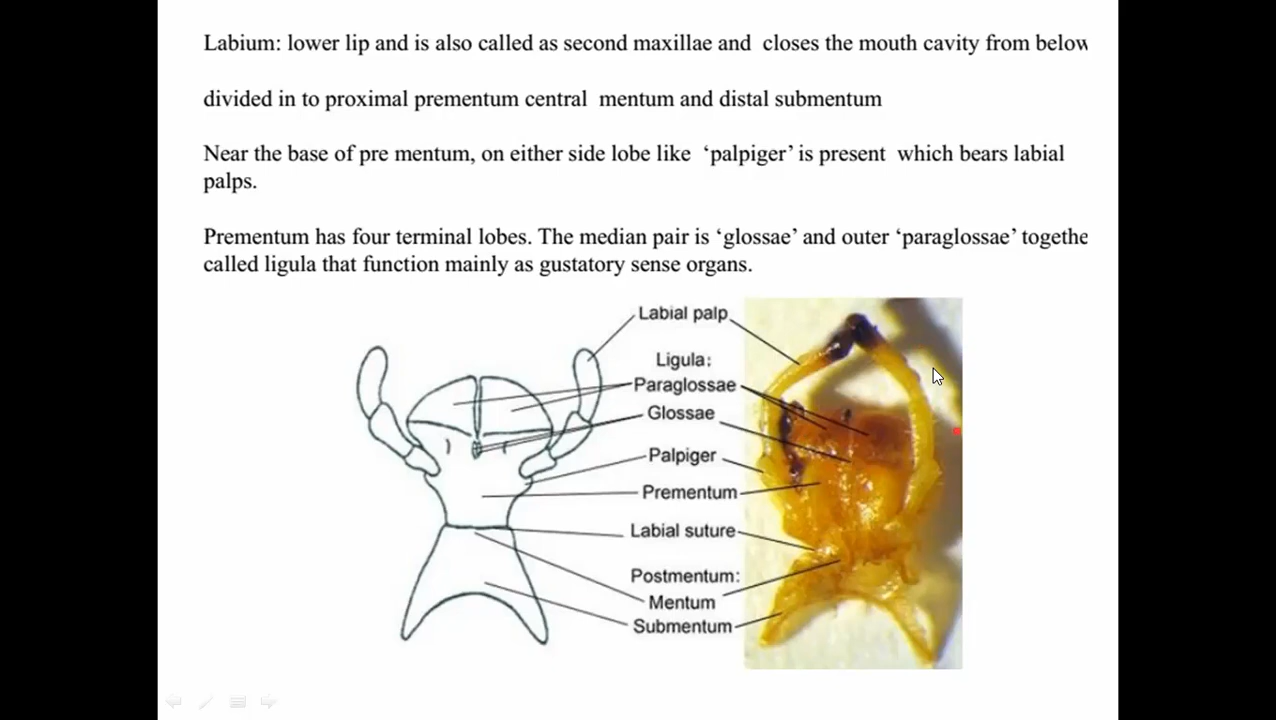 Labium: lower lip and is also called as second maxillae and closes the mouth cavity from below
divided in to proximal prementum central mentum and distal submentum
Near the base of pre mentum, on either side lobe like ‘palpiger’ is present which bears labial
palps.
Prementum has four terminal lobes. The median pair is ‘glossae’ and outer ‘paraglossae’ togethe
called ligula that function mainly as gustatory sense organs.
Labial palp
Ligula:
Paraglossae
Glossae
Palpiger
Prementum
Labial suture
Postmentum:
Mentum
Submentum